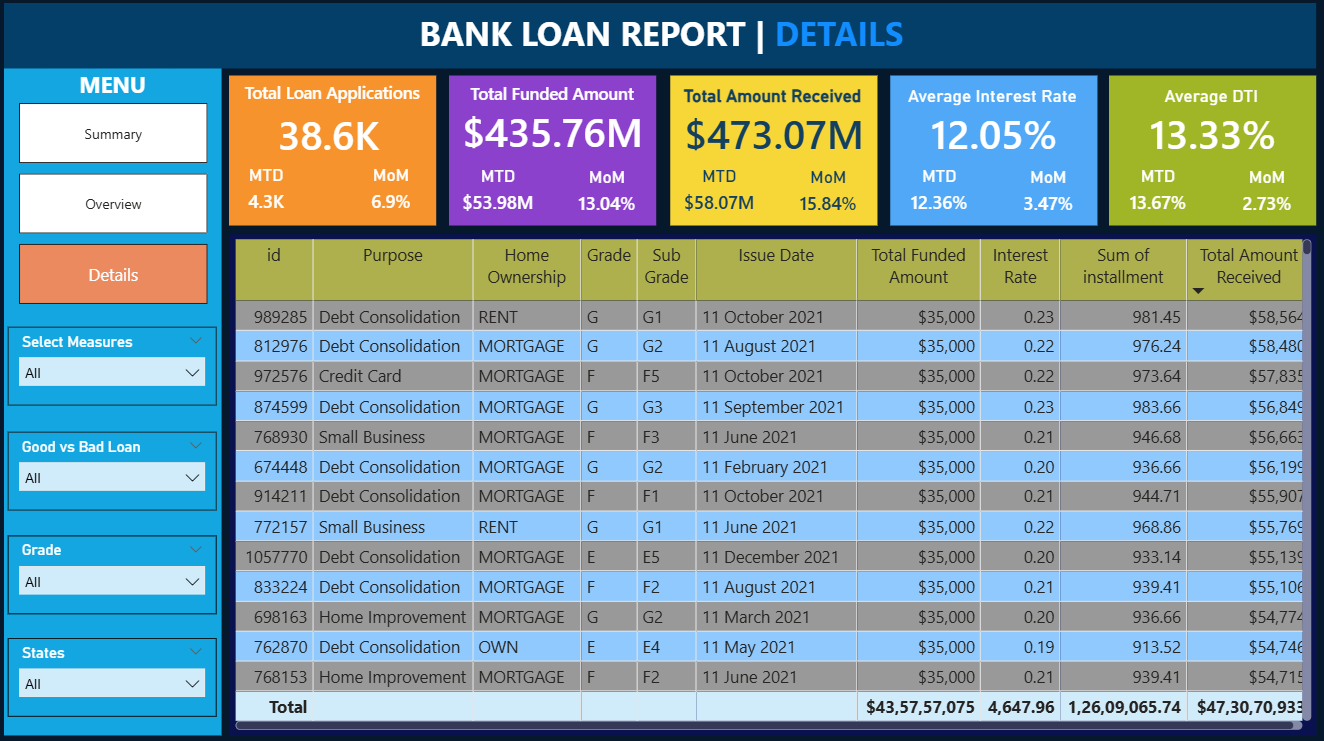 BANK LOAN REPORT | DETAILS
MENU
Summary
Overview
Details
Select Measures
All
Good vs Bad Loan
All
Grade
All
States
All
Total Loan Applications
38.6K
MTD MoM
4.3K 6.9%
Total Funded Amount
$435.76M
MTD MoM
$53.98M 13.04%
Total Amount Received
$473.07M
MTD MoM
$58.07M 15.84%
Average Interest Rate
12.05%
MTD MoM
12.36% 3.47%
Average DTI
13.33%
MTD MoM
13.67% 2.73%
id Purpose Home Ownership Grade Sub Grade Issue Date Total Funded Amount Interest Rate Sum of installment Total Amount Received
989285 Debt Consolidation RENT G G1 11 October 2021 $35,000 0.23 981.45 $58,564
812976 Debt Consolidation MORTGAGE G G2 11 August 2021 $35,000 0.22 976.24 $58,480
972576 Credit Card MORTGAGE F F5 11 October 2021 $35,000 0.22 973.64 $57,835
874599 Debt Consolidation MORTGAGE G G3 11 September 2021 $35,000 0.23 983.66 $56,849
768930 Small Business MORTGAGE F F3 11 June 2021 $35,000 0.21 946.68 $56,663
674448 Debt Consolidation MORTGAGE G G2 11 February 2021 $35,000 0.20 936.66 $56,199
914211 Debt Consolidation MORTGAGE F F1 11 October 2021 $35,000 0.21 944.71 $55,907
772157 Small Business RENT G G1 11 June 2021 $35,000 0.22 968.86 $55,769
1057770 Debt Consolidation MORTGAGE E E5 11 December 2021 $35,000 0.20 933.14 $55,139
833224 Debt Consolidation MORTGAGE F F2 11 August 2021 $35,000 0.21 939.41 $55,106
698163 Home Improvement MORTGAGE G G2 11 March 2021 $35,000 0.20 936.66 $54,774
762870 Debt Consolidation OWN E E4 11 May 2021 $35,000 0.19 913.52 $54,746
768153 Home Improvement MORTGAGE F F2 11 June 2021 $35,000 0.21 939.41 $54,715
Total $43,57,57,075 4,647.96 1,26,09,065.74 $47,30,70,933